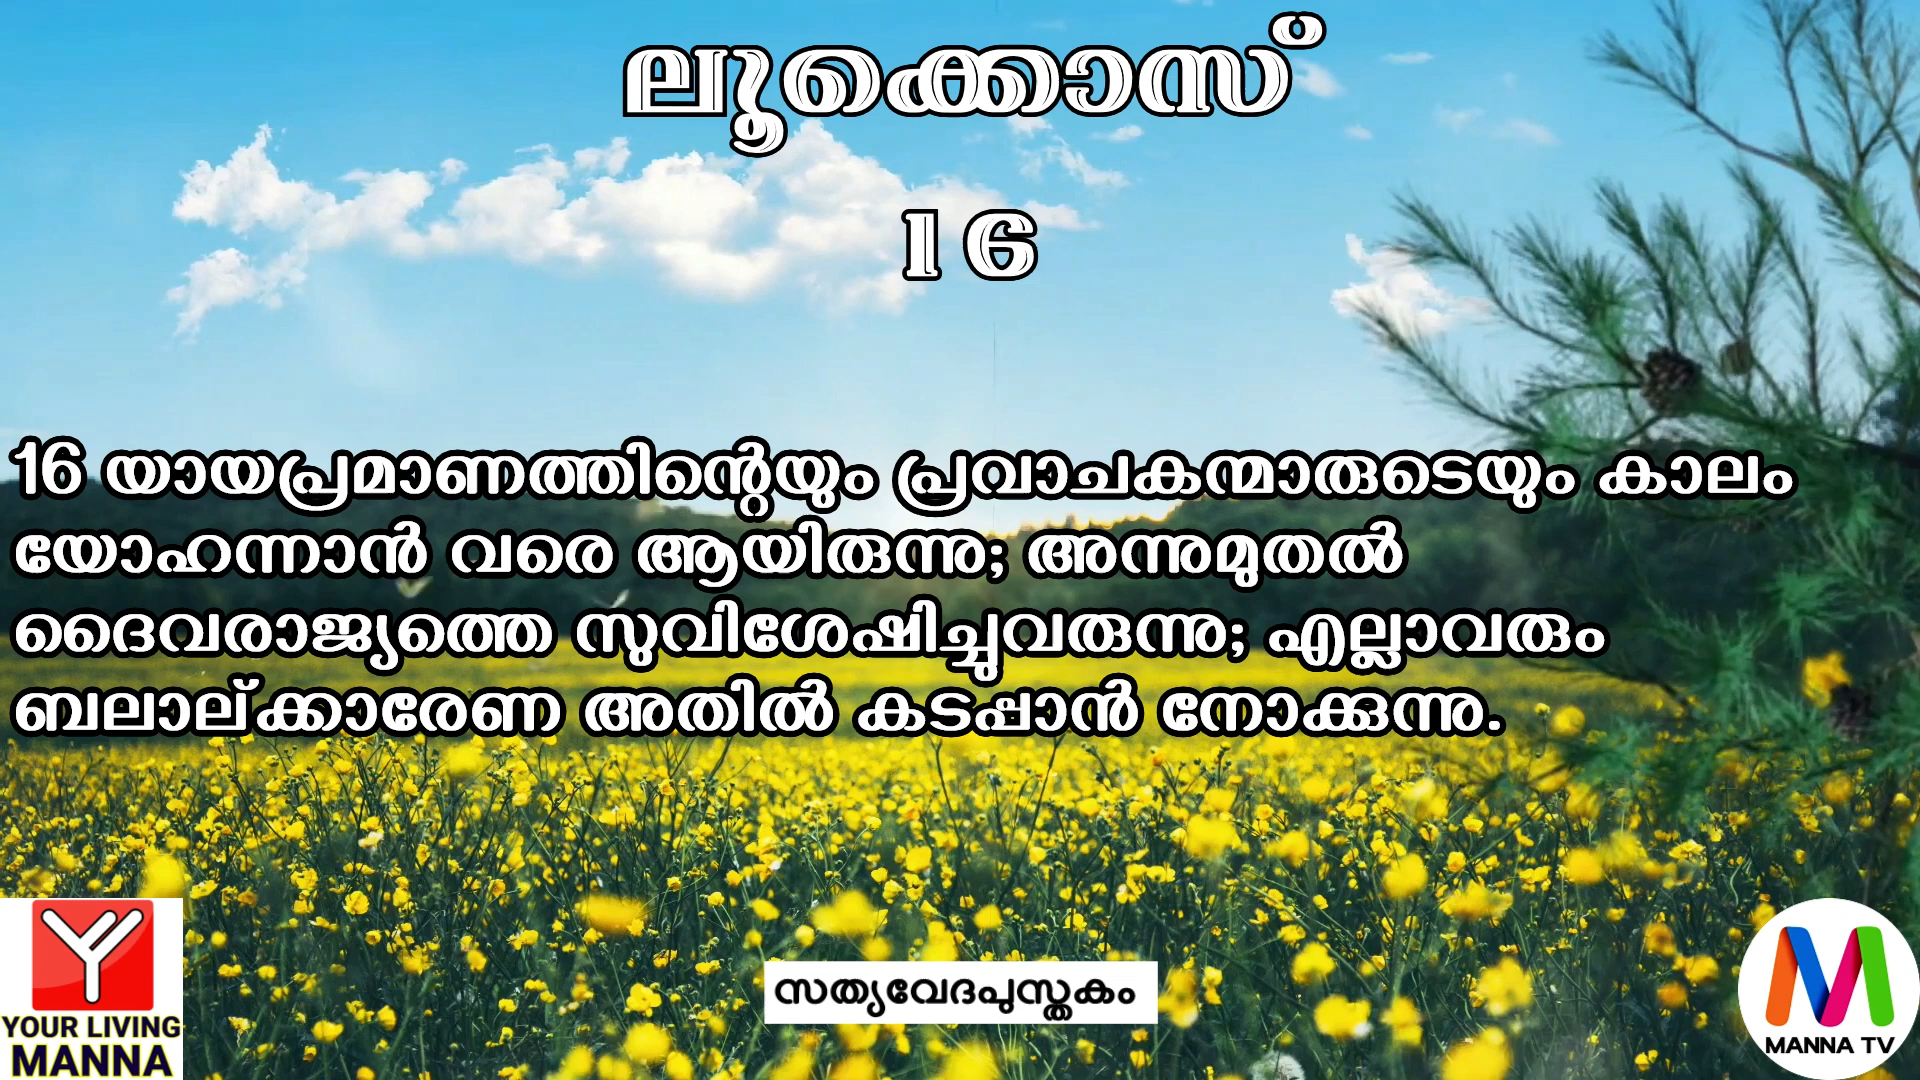 ലൂക്കൊസ്
16
16 യായപ്രമാണത്തിന്റെയും പ്രവാചകന്മാരുടെയും കാലം
യോഹന്നാൻ വരെ ആയിരുന്നു; അന്നുമുതൽ
ദൈവരാജ്യത്തെ സുവിശേഷിച്ചുവരുന്നു; എല്ലാവരും
ബലാല്ക്കാരേണ അതിൽ കടപ്പാൻ നോക്കുന്നു.
സത്യവേദപുസ്തകം
YOUR LIVING
MANNA
MANNA TV